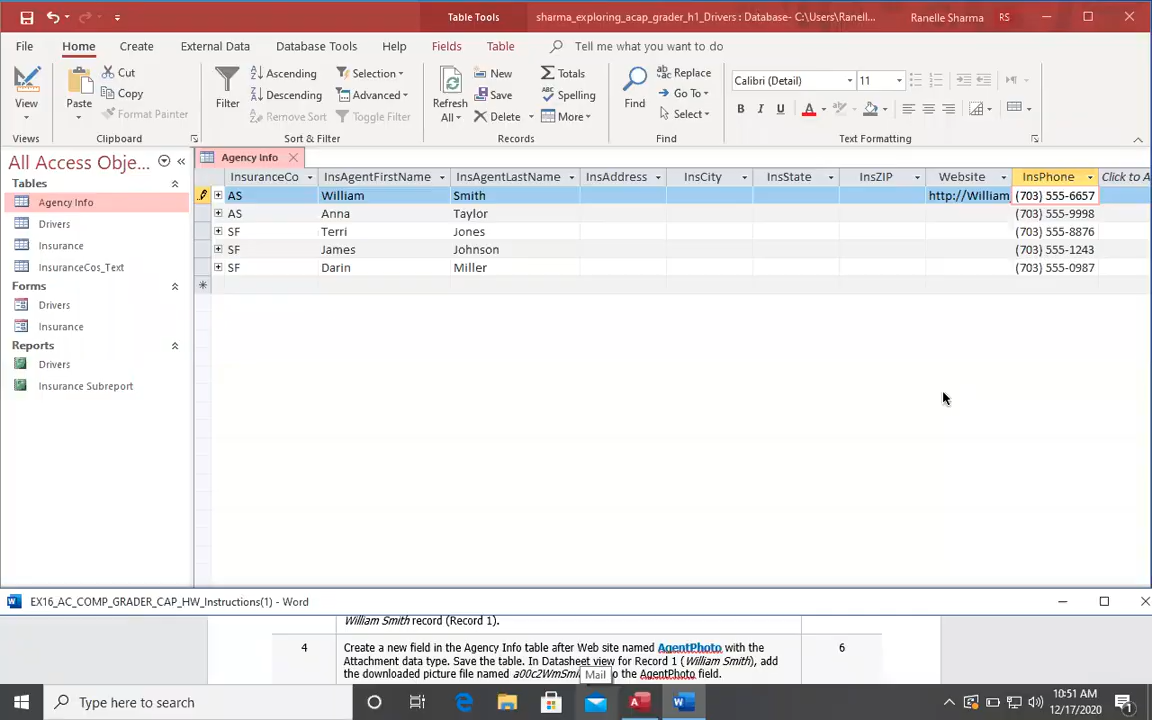 Table Tools
sharma_exploring_acap_grader_h1_Drivers : Database- C:\Users\Ranell...
Ranelle Sharma
RS
File
Home
Create
External Data
Database Tools
Help
Fields
Table
Tell me what you want to do
View
Paste
Cut
Copy
Format Painter
Filter
Ascending
Descending
Remove Sort
Selection
Advanced
Toggle Filter
Refresh
All
New
Save
Delete
Totals
Spelling
More
Find
Replace
Go To
Select
Calibri (Detail)
11
B I U A
Views
Clipboard
Sort & Filter
Records
Find
Text Formatting
All Access Obje...
Tables
Agency Info
Drivers
Insurance
InsuranceCos_Text
Forms
Drivers
Insurance
Reports
Drivers
Insurance Subreport
Agency Info
InsuranceCo InsAgentFirstName InsAgentLastName InsAddress InsCity InsState InsZIP Website InsPhone Click to A
AS William Smith http://William (703) 555-6657
AS Anna Taylor (703) 555-9998
SF Terri Jones (703) 555-8876
SF James Johnson (703) 555-1243
SF Darin Miller (703) 555-0987
EX16_AC_COMP_GRADER_CAP_HW_Instructions(1) - Word
William Smith record (Record 1).
4 Create a new field in the Agency Info table after Web site named AgentPhoto with the 6
Attachment data type. Save the table. In Datasheet view for Record 1 (William Smith), add
the downloaded picture file named a00c2WmSmi o the AgentPhoto field.
Mail
Type here to search
10:51 AM
12/17/2020
1